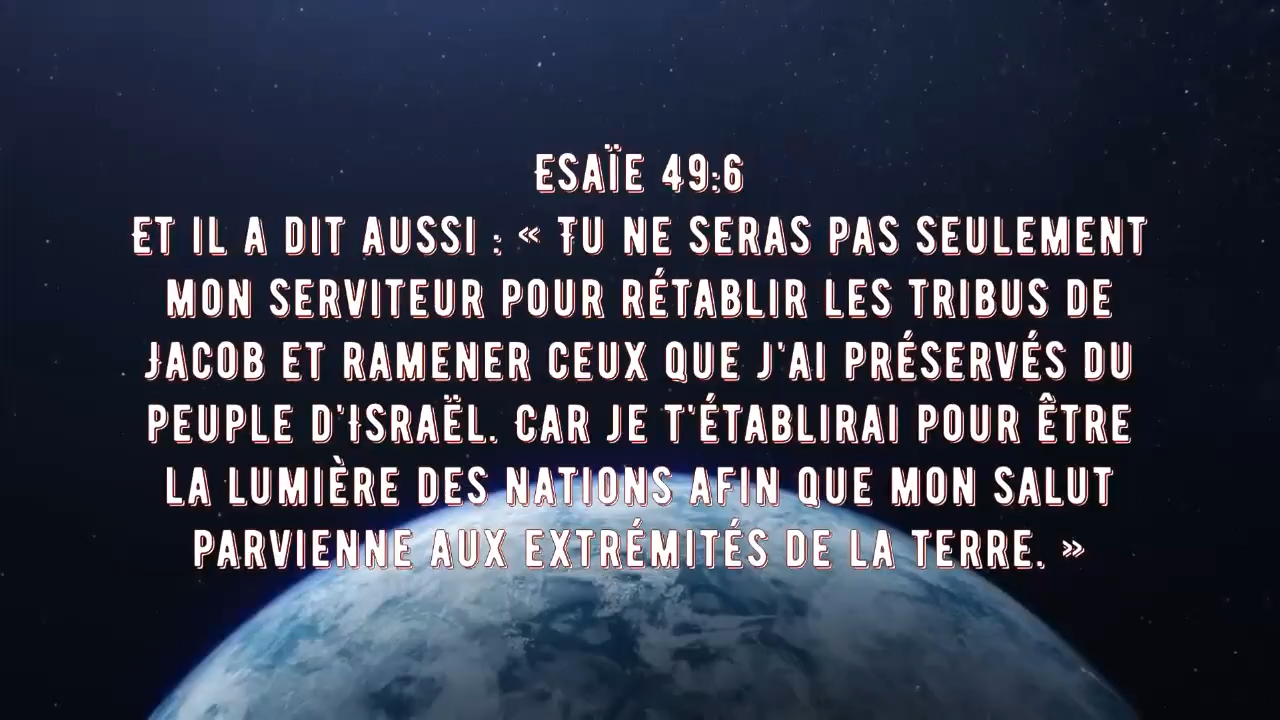 Esaïe 49:6
Et il a dit aussi : « Tu ne seras pas seulement
mon serviteur pour rétablir les tribus de
Jacob et ramener ceux que j'ai préservés du
peuple d'Israël. Car je t'établirai pour être
la lumière des nations afin que mon salut
parvienne aux extrémités de la terre. »